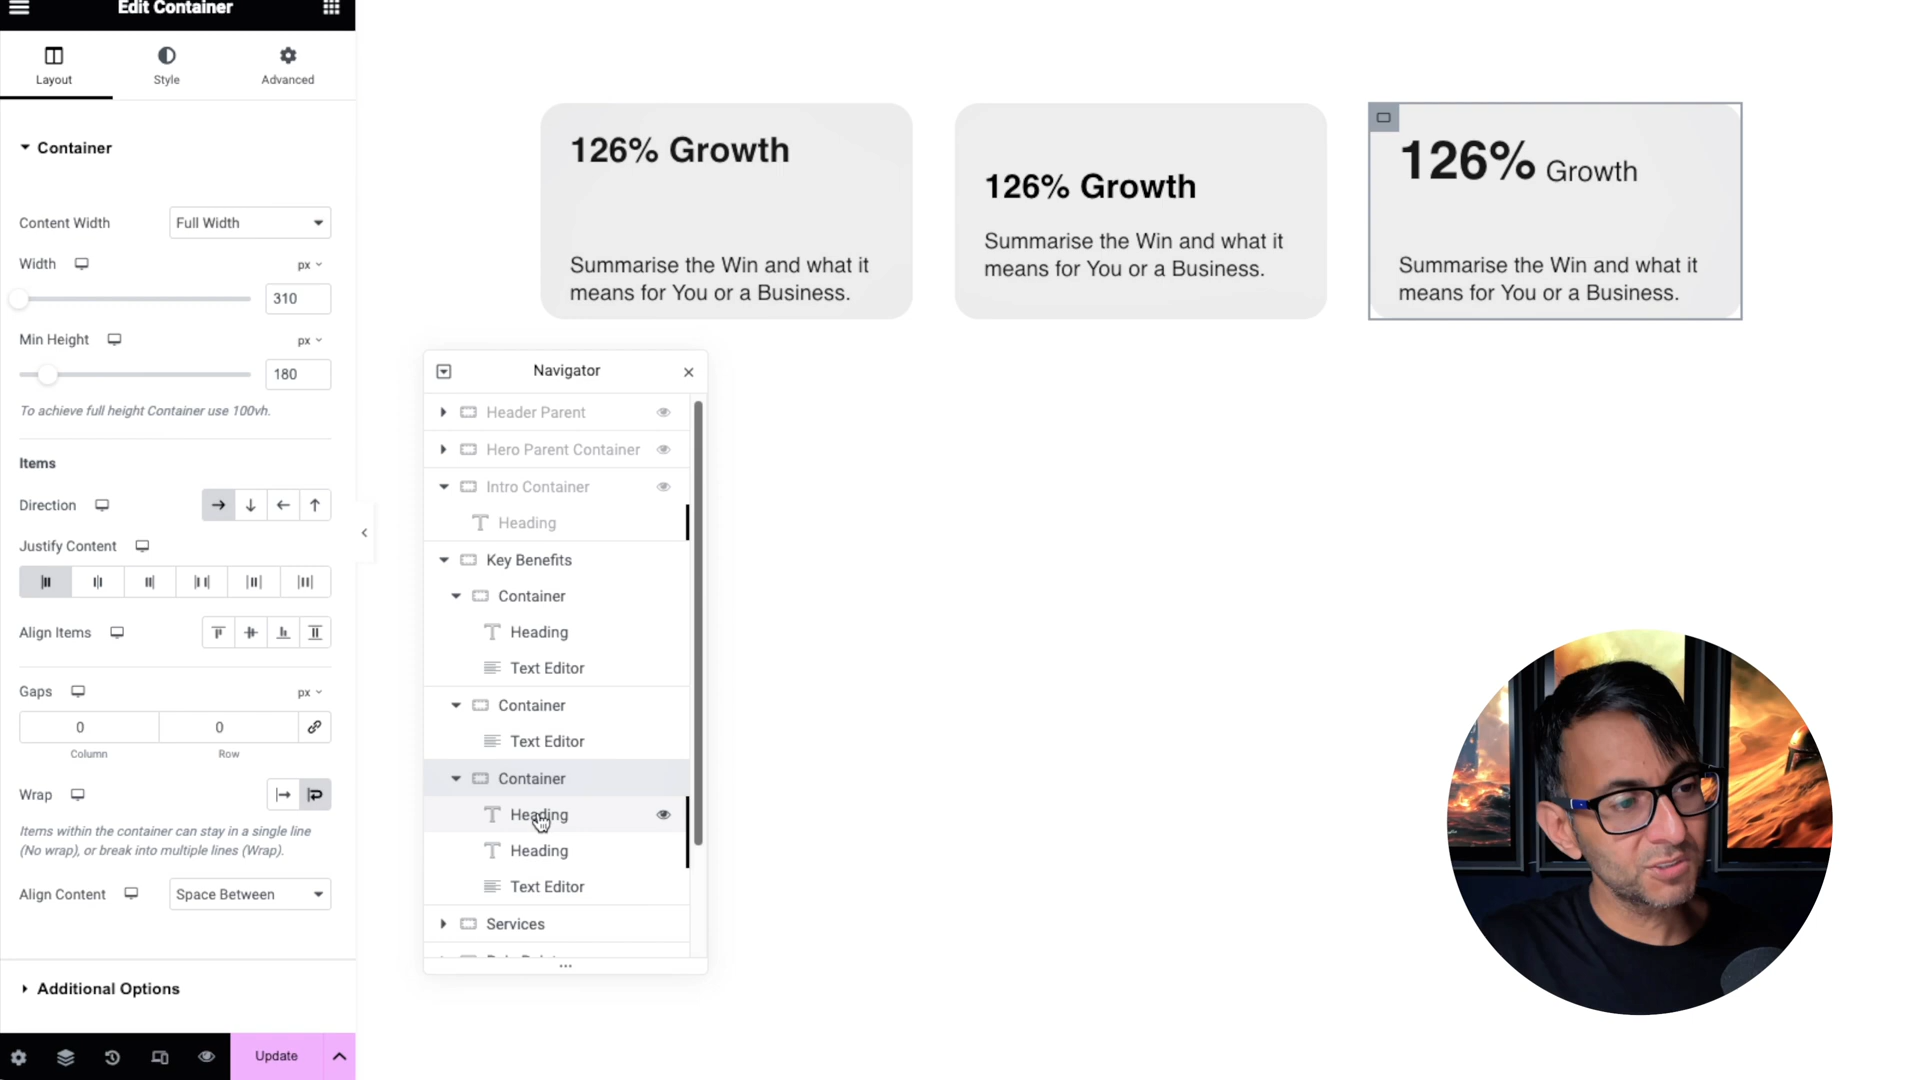 Edit Container
Layout
Style
Advanced
Container
Content Width
Full Width
Width
px
310
Min Height
px
180
To achieve full height Container use 100vh.
Items
Direction
Justify Content
Align Items
Gaps
px
0
0
Column
Row
Wrap
Items within the container can stay in a single line
(No wrap), or break into multiple lines (Wrap).
Align Content
Space Between
Additional Options
Update
126% Growth
Summarise the Win and what it
means for You or a Business.
126% Growth
Summarise the Win and what it
means for You or a Business.
126% Growth
Summarise the Win and what it
means for You or a Business.
Navigator
Header Parent
Hero Parent Container
Intro Container
Heading
Key Benefits
Container
Heading
Text Editor
Container
Text Editor
Container
Heading
Heading
Text Editor
Services